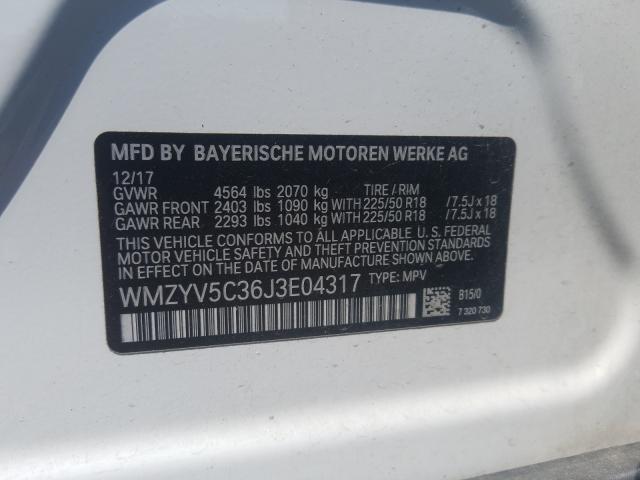 MFD BY BAYERISCHE MOTOREN WERKE AG
12/17
GVWR 4564 lbs 2070 kg TIRE / RIM
GAWR FRONT 2403 lbs 1090 kg WITH 225/50 R18 /7.5J x 18
GAWR REAR 2293 lbs 1040 kg WITH 225/50 R18 /7.5J x 18
THIS VEHICLE CONFORMS TO ALL APPLICABLE U. S. FEDERAL
MOTOR VEHICLE SAFETY AND THEFT PREVENTION STANDARDS
IN EFFECT ON THE DATE OF MANUFACTURE SHOWN ABOVE.
WMZYV5C36J3E04317 TYPE: MPV
B15/0
7 320 730